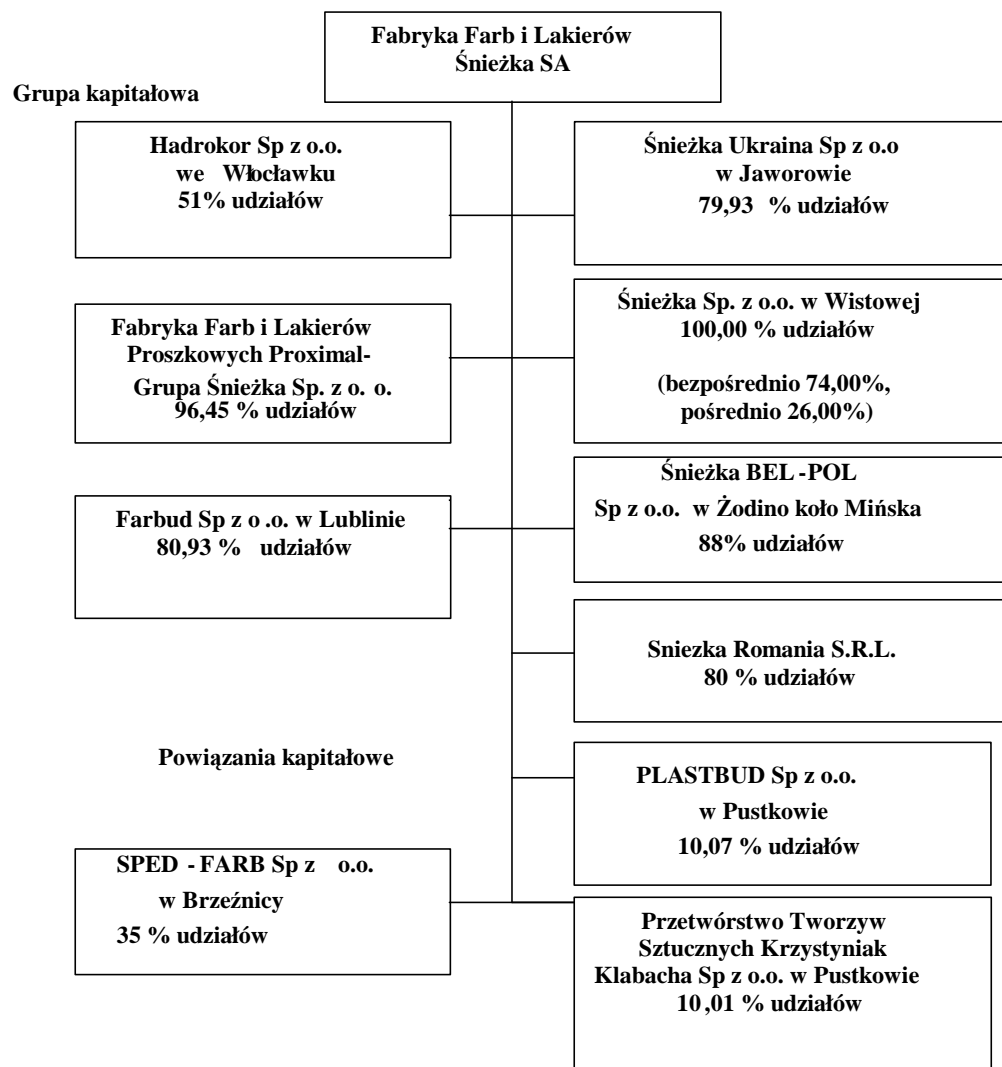 Fabryka Farb i Lakierów
Śnieżka SA
Grupa kapitałowa
Hadrokor Sp z o.o.
we Włocławku
51% udziałów
Śnieżka Ukraina Sp z o.o
w Jaworowie
79,93 % udziałów
Fabryka Farb i Lakierów
Proszkowych Proximal-
Grupa Śnieżka Sp. z o. o.
96,45 % udziałów
Śnieżka Sp. z o.o. w Wistowej
100,00 % udziałów
(bezpośrednio 74,00%,
pośrednio 26,00%)
Farbud Sp z o .o. w Lublinie
80,93 % udziałów
Śnieżka BEL -POL
Sp z o.o. w Żodino koło Mińska
88% udziałów
Sniezka Romania S.R.L.
80 % udziałów
Powiązania kapitałowe
PLASTBUD Sp z o.o.
w Pustkowie
10,07 % udziałów
SPED - FARB Sp z o.o.
w Brzeźnicy
35 % udziałów
Przetwórstwo Tworzyw
Sztucznych Krzystyniak
Klabacha Sp z o.o. w Pustkowie
10,01 % udziałów